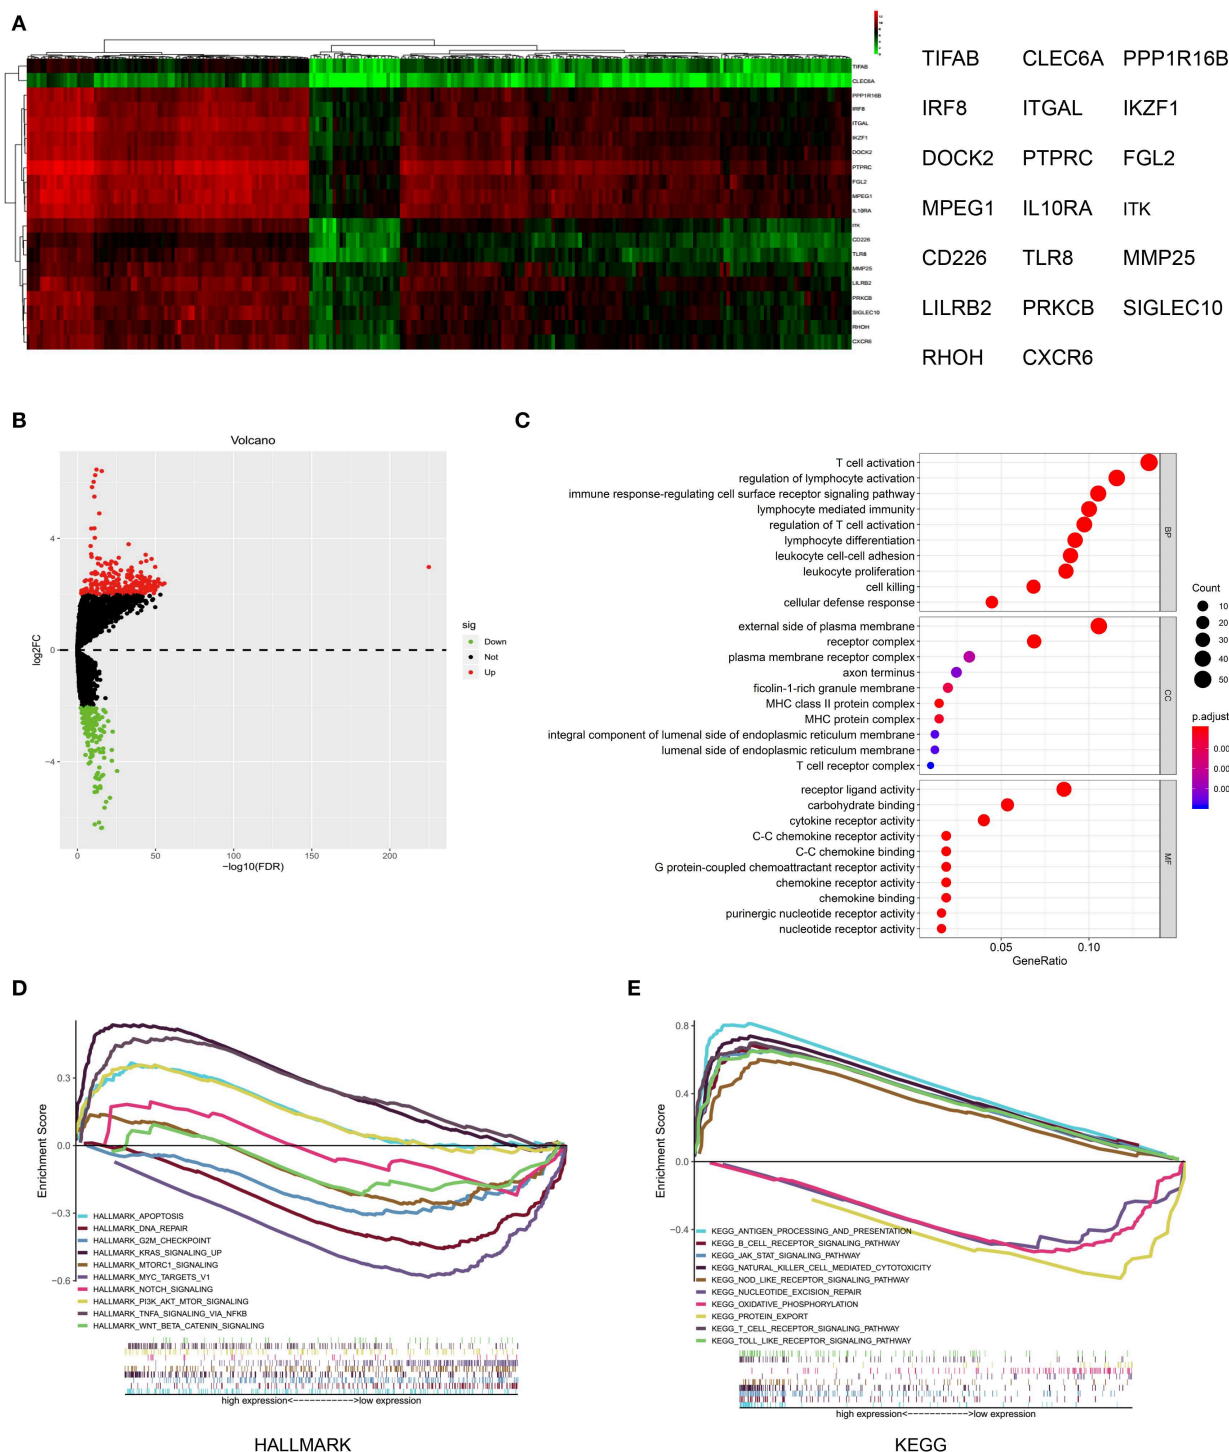 A
TIFAB
CLEC6A
PPP1R16B
IRF8
ITGAL
IKZF1
DOCK2
PTPRC
FGL2
MPEG1
IL10RA
ITK
CD226
TLR8
MMP25
LILRB2
PRKCB
SIGLEC10
RHOH
CXCR6
TIFAB CLEC6A PPP1R16B
IRF8 ITGAL IKZF1
DOCK2 PTPRC FGL2
MPEG1 IL10RA ITK
CD226 TLR8 MMP25
LILRB2 PRKCB SIGLEC10
RHOH CXCR6
B
Volcano
4
0
−4
log2FC
0 50 100 150 200
−log10(FDR)
sig
Down
Not
Up
C
T cell activation
regulation of lymphocyte activation
immune response-regulating cell surface receptor signaling pathway
lymphocyte mediated immunity
regulation of T cell activation
lymphocyte differentiation
leukocyte cell-cell adhesion
leukocyte proliferation
cell killing
cellular defense response
BP
external side of plasma membrane
receptor complex
plasma membrane receptor complex
axon terminus
ficolin-1-rich granule membrane
MHC class II protein complex
MHC protein complex
integral component of lumenal side of endoplasmic reticulum membrane
lumenal side of endoplasmic reticulum membrane
T cell receptor complex
CC
receptor ligand activity
carbohydrate binding
cytokine receptor activity
C-C chemokine receptor activity
C-C chemokine binding
G protein-coupled chemoattractant receptor activity
chemokine receptor activity
chemokine binding
purinergic nucleotide receptor activity
nucleotide receptor activity
MF
0.05 0.10
GeneRatio
Count
10
20
30
40
50
p.adjust
0.00
0.00
0.00
D
0.3
0.0
−0.3
−0.6
Enrichment Score
HALLMARK_APOPTOSIS
HALLMARK_DNA_REPAIR
HALLMARK_G2M_CHECKPOINT
HALLMARK_KRAS_SIGNALING_UP
HALLMARK_MTORC1_SIGNALING
HALLMARK_MYC_TARGETS_V1
HALLMARK_NOTCH_SIGNALING
HALLMARK_PI3K_AKT_MTOR_SIGNALING
HALLMARK_TNFA_SIGNALING_VIA_NFKB
HALLMARK_WNT_BETA_CATENIN_SIGNALING
high expression<------------>low expression
HALLMARK
E
0.8
0.4
0.0
−0.4
Enrichment Score
KEGG_ANTIGEN_PROCESSING_AND_PRESENTATION
KEGG_B_CELL_RECEPTOR_SIGNALING_PATHWAY
KEGG_JAK_STAT_SIGNALING_PATHWAY
KEGG_NATURAL_KILLER_CELL_MEDIATED_CYTOTOXICITY
KEGG_NOD_LIKE_RECEPTOR_SIGNALING_PATHWAY
KEGG_NUCLEOTIDE_EXCISION_REPAIR
KEGG_OXIDATIVE_PHOSPHORYLATION
KEGG_PROTEIN_EXPORT
KEGG_T_CELL_RECEPTOR_SIGNALING_PATHWAY
KEGG_TOLL_LIKE_RECEPTOR_SIGNALING_PATHWAY
high expression<------------>low expression
KEGG